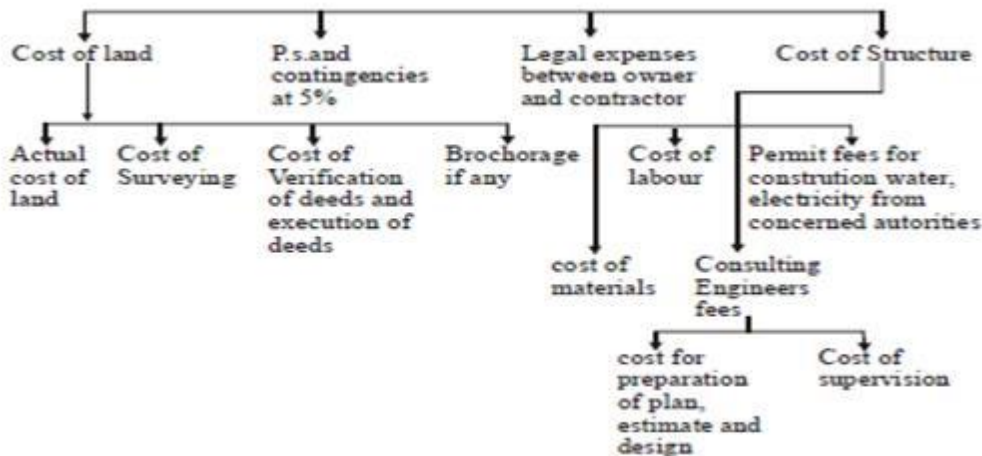 Cost of land
P.s.and
contingencies
at 5%
Legal expenses
between owner
and contractor
Cost of Structure
Actual
cost of
land
Cost of
Surveying
Cost of
Verification
of deeds and
execution of
deeds
Brochorage
if any
Cost of
labour
Permit fees for
constrution water,
electricity from
concerned autorities
cost of
materials
Consulting
Engineers
fees
cost for
preparation
of plan,
estimate and
design
Cost of
supervision